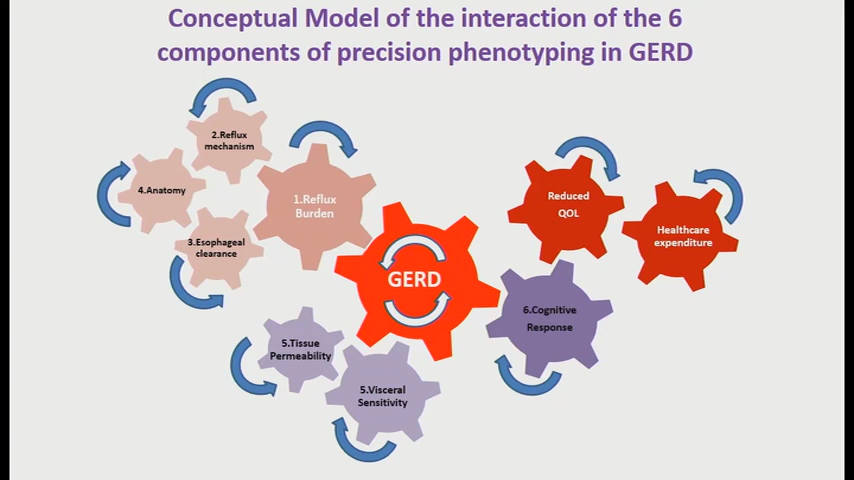 Conceptual Model of the interaction of the 6
components of precision phenotyping in GERD
2.Reflux
mechanism
4.Anatomy
1.Reflux
Burden
3.Esophageal
clearance
GERD
Reduced
QOL
Healthcare
expenditure
6.Cognitive
Response
5.Tissue
Permeability
5.Visceral
Sensitivity